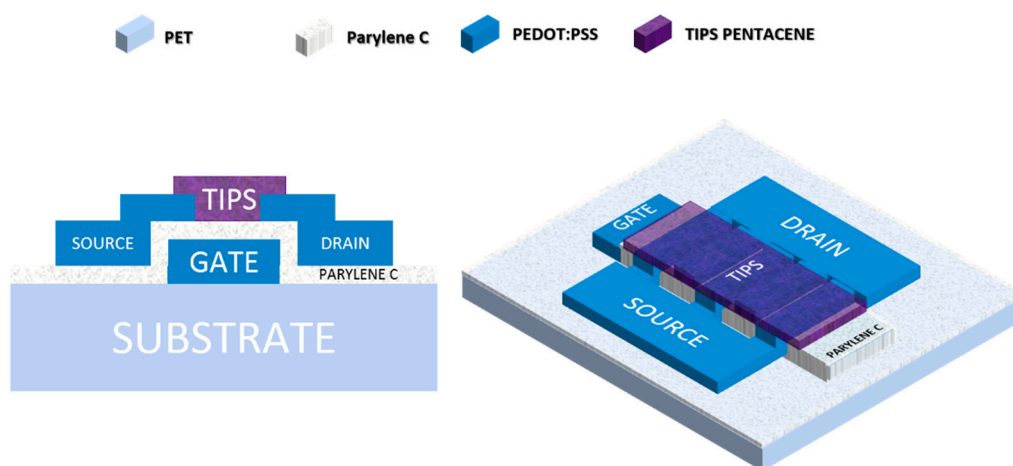 PET
Parylene C
PEDOT:PSS
TIPS PENTACENE
TIPS
SOURCE
GATE
DRAIN
PARYLENE C
SUBSTRATE
GATE
DRAIN
TIPS
SOURCE
PARYLENE C